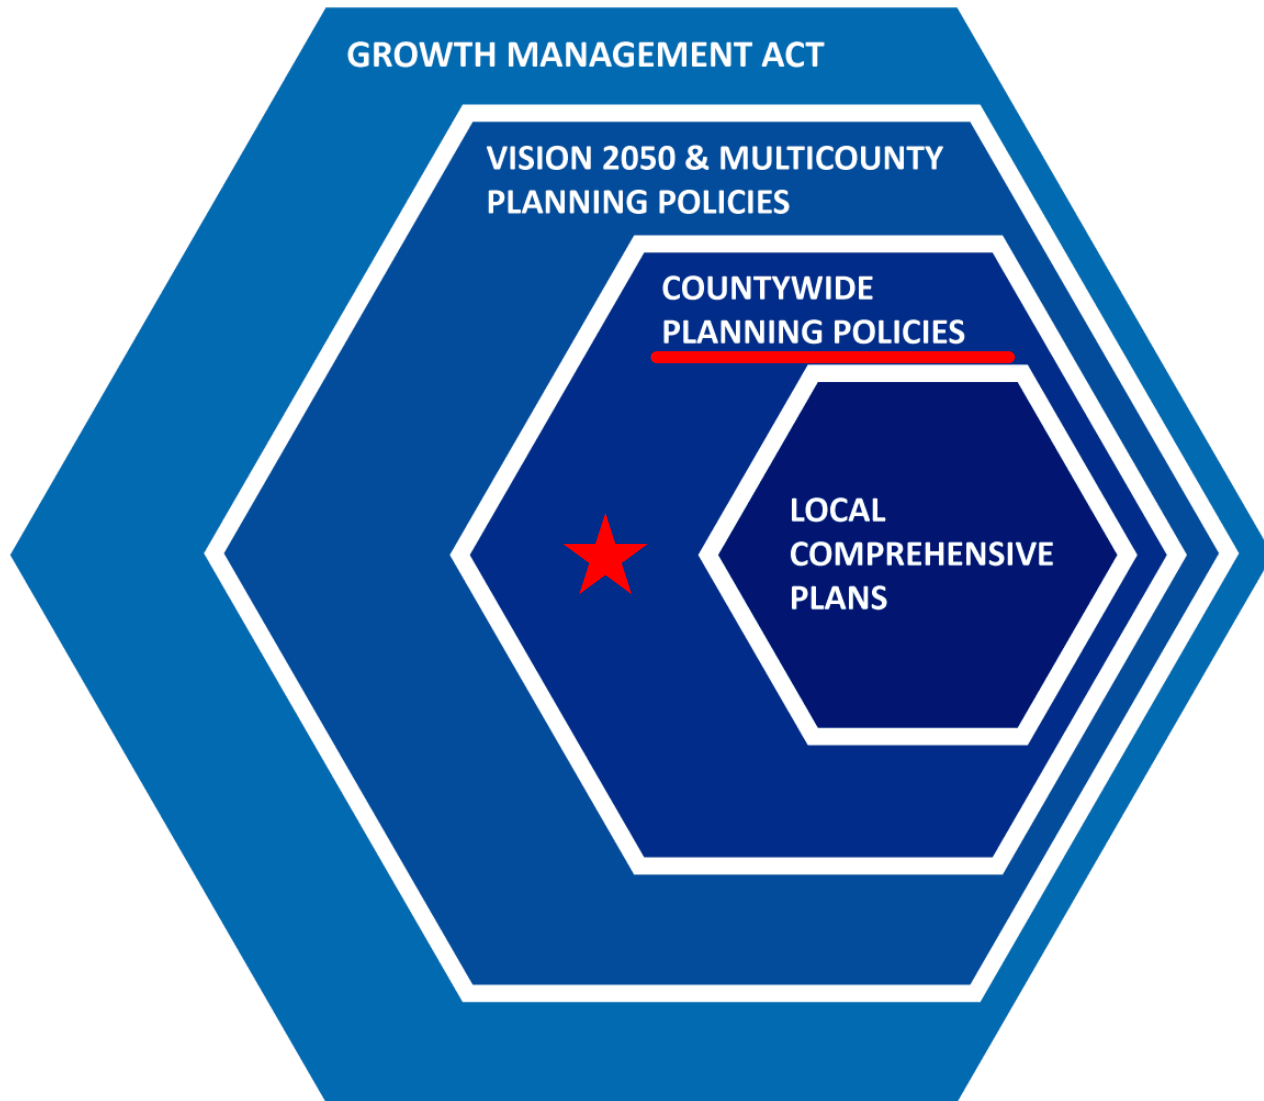 GROWTH MANAGEMENT ACT
VISION 2050 & MULTICOUNTY
PLANNING POLICIES
COUNTYWIDE
PLANNING POLICIES
LOCAL
COMPREHENSIVE
PLANS